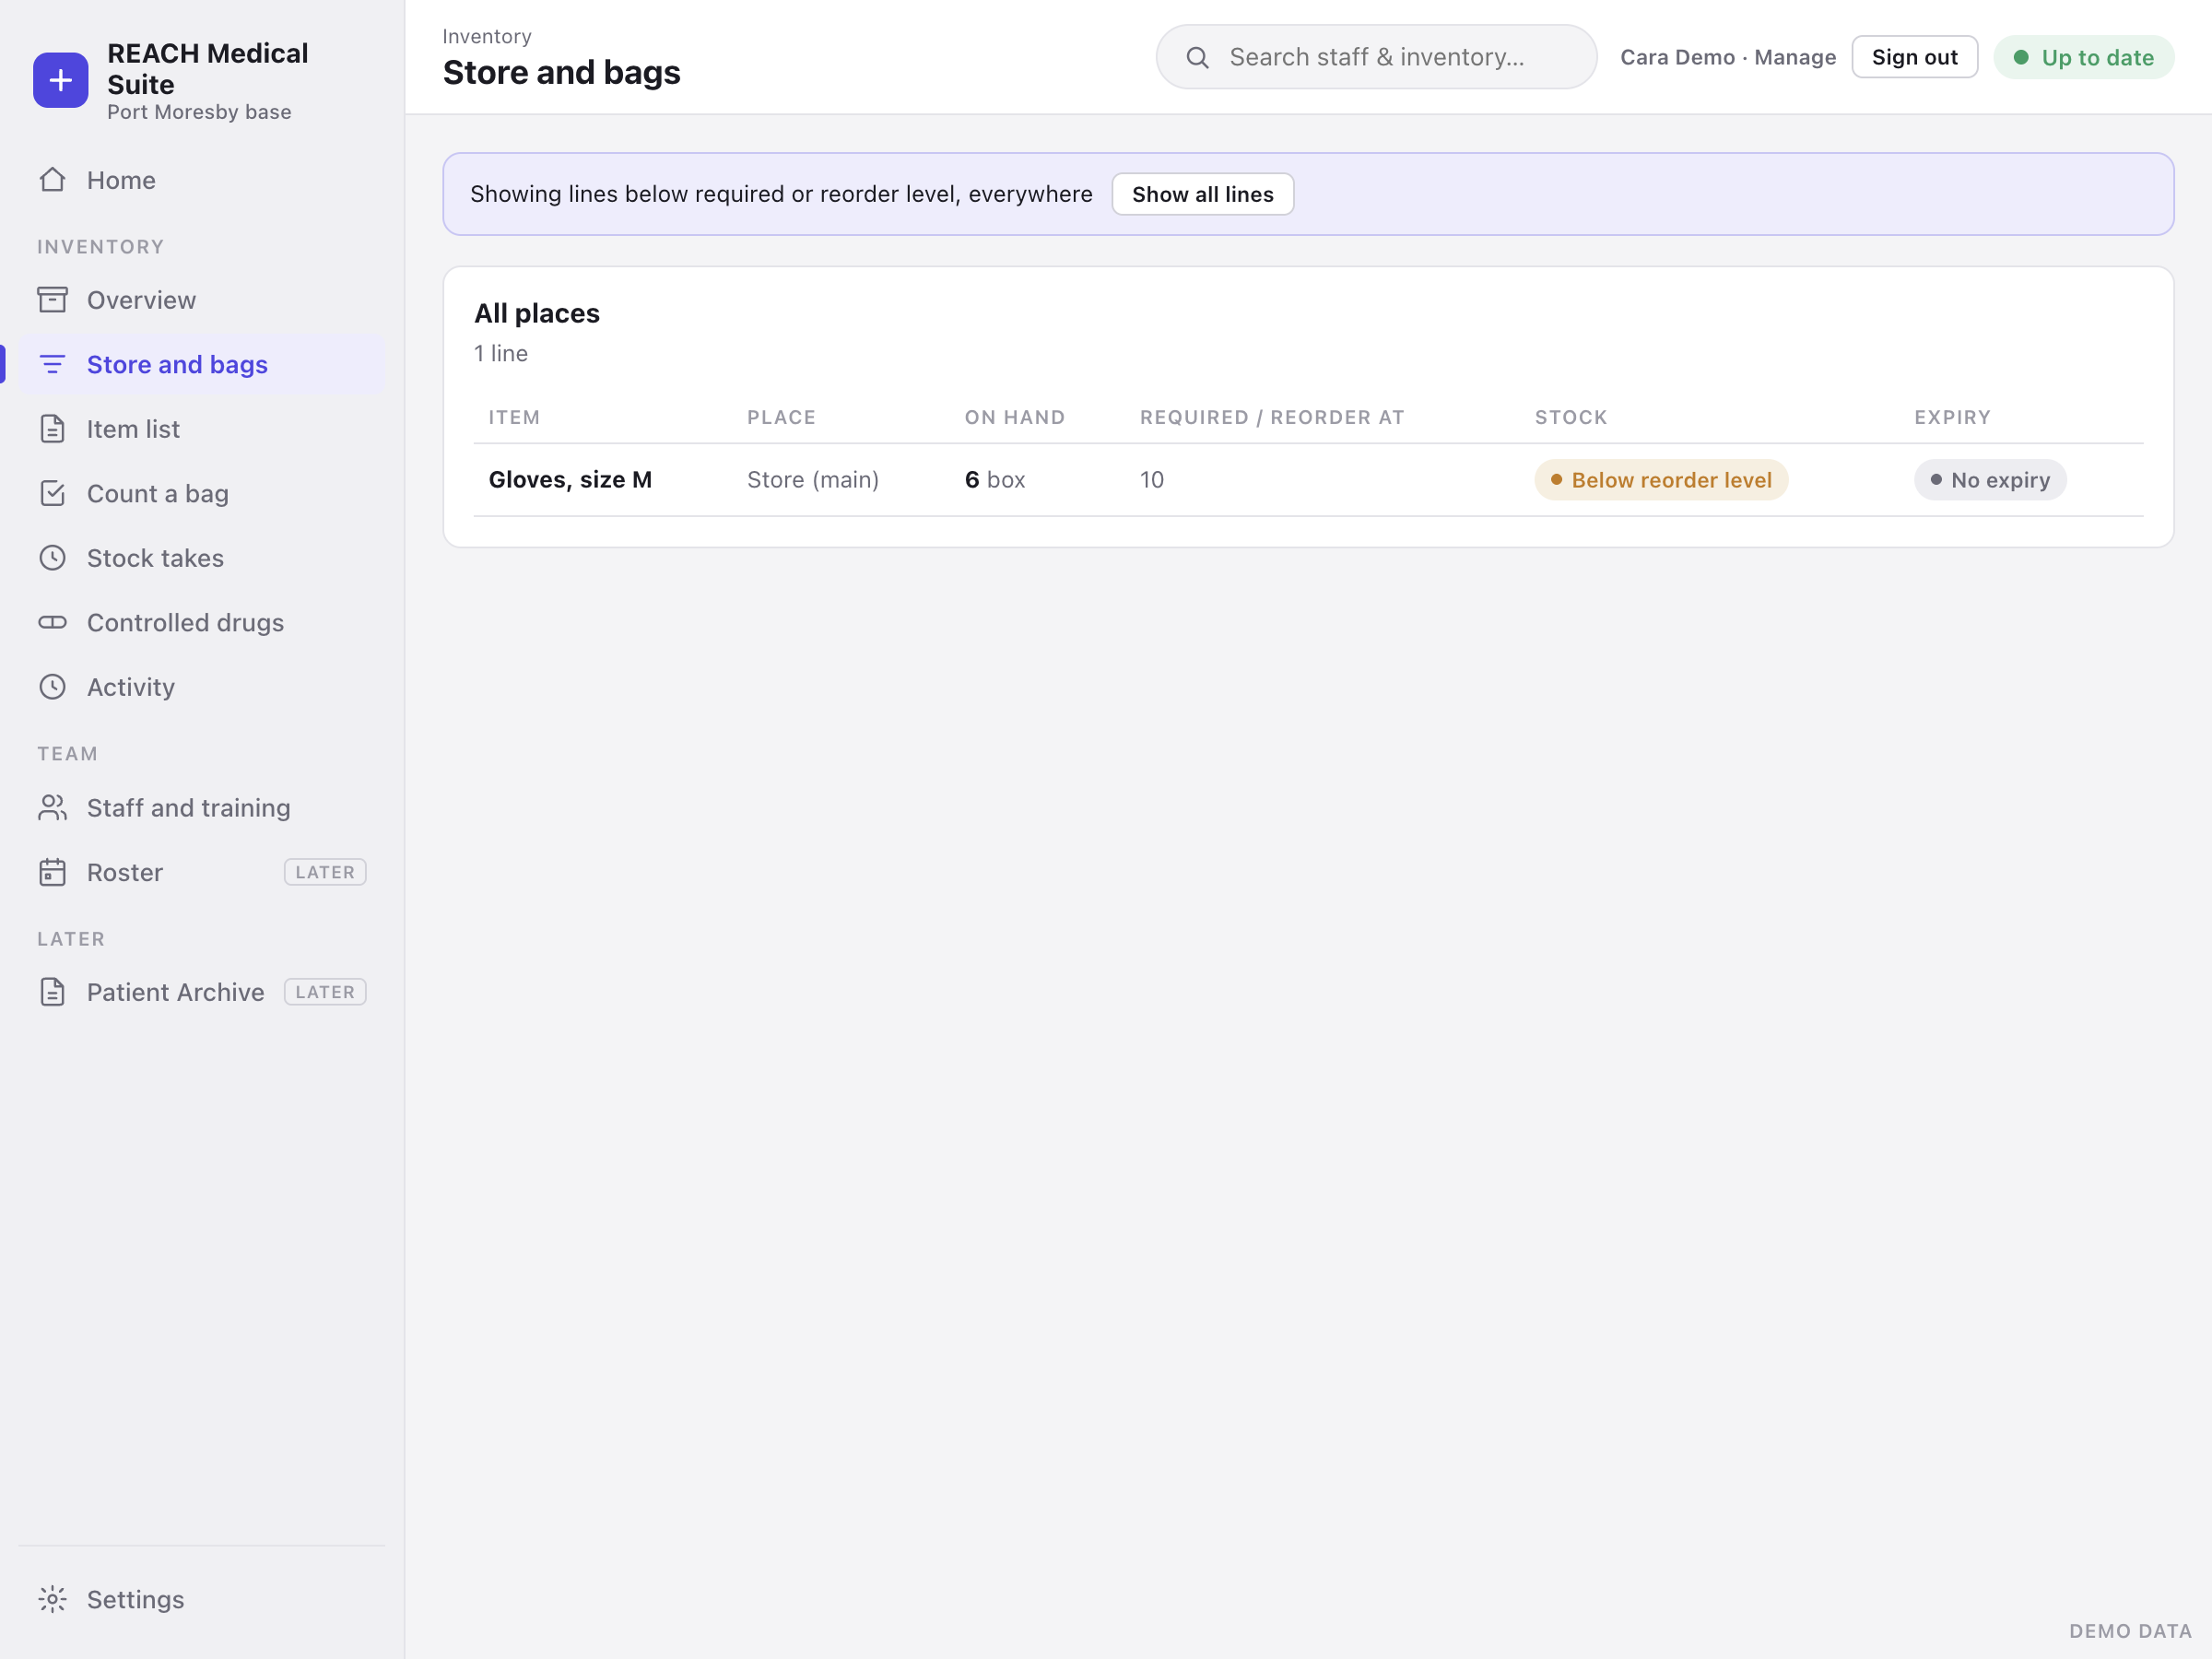 REACH Medical
Suite
Port Moresby base
Home
INVENTORY
Overview
Store and bags
Item list
Count a bag
Stock takes
Controlled drugs
Activity
TEAM
Staff and training
Roster LATER
LATER
Patient Archive LATER
Settings
Inventory
Store and bags
Search staff & inventory...
Cara Demo · Manage
Sign out
Up to date
Showing lines below required or reorder level, everywhere
Show all lines
All places
1 line
ITEM PLACE ON HAND REQUIRED / REORDER AT STOCK EXPIRY
Gloves, size M Store (main) 6 box 10 Below reorder level No expiry
DEMO DATA